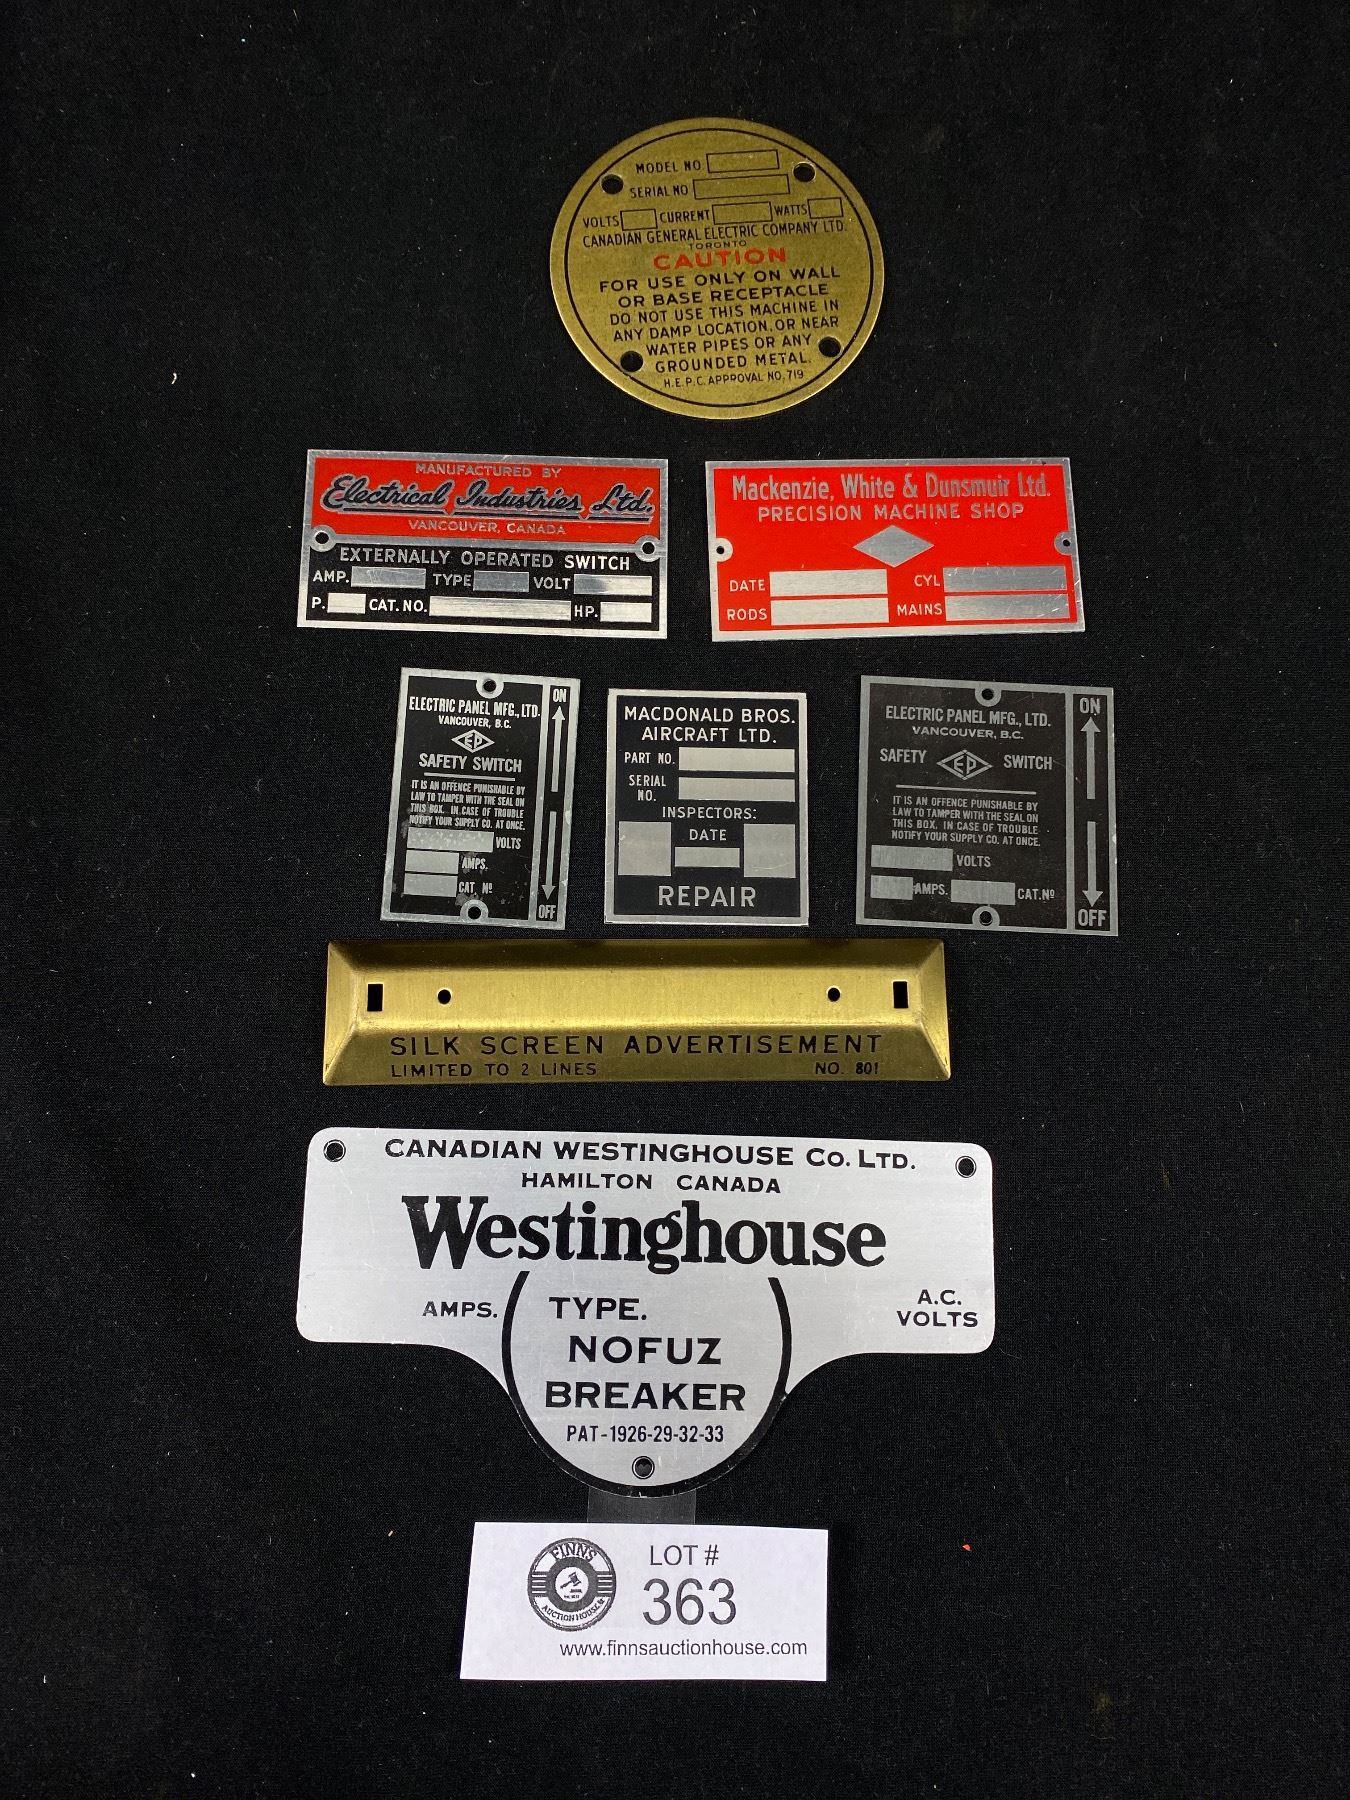 MODEL NO
SERIAL NO
VOLTS CURRENT WATTS
CANADIAN GENERAL ELECTRIC COMPANY LTD.
TORONTO
CAUTION
FOR USE ONLY ON WALL
OR BASE RECEPTACLE
DO NOT USE THIS MACHINE IN
ANY DAMP LOCATION, OR NEAR
WATER PIPES OR ANY
GROUNDED METAL.
H.E.P.C. APPROVAL NO. 719
MANUFACTURED BY
Electrical Industries Ltd.
VANCOUVER, CANADA
EXTERNALLY OPERATED SWITCH
AMP. TYPE VOLT
P. CAT. NO. HP.
Mackenzie, White & Dunsmuir Ltd.
PRECISION MACHINE SHOP
DATE CYL
RODS MAINS
ELECTRIC PANEL MFG., LTD.
VANCOUVER, B.C.
EP
SAFETY SWITCH
IT IS AN OFFENCE PUNISHABLE BY
LAW TO TAMPER WITH THE SEAL ON
THIS BOX. IN CASE OF TROUBLE
NOTIFY YOUR SUPPLY CO. AT ONCE.
VOLTS
AMPS.
CAT. Nº
ON
OFF
MACDONALD BROS.
AIRCRAFT LTD.
PART NO.
SERIAL
NO.
INSPECTORS:
DATE
REPAIR
ELECTRIC PANEL MFG., LTD.
VANCOUVER, B.C.
SAFETY EP SWITCH
IT IS AN OFFENCE PUNISHABLE BY
LAW TO TAMPER WITH THE SEAL ON
THIS BOX. IN CASE OF TROUBLE
NOTIFY YOUR SUPPLY CO. AT ONCE.
VOLTS
AMPS. CAT.Nº
ON
OFF
SILK SCREEN ADVERTISEMENT
LIMITED TO 2 LINES NO. 801
CANADIAN WESTINGHOUSE CO. LTD.
HAMILTON CANADA
Westinghouse
AMPS.
TYPE.
NOFUZ
BREAKER
PAT-1926-29-32-33
A.C.
VOLTS
FINNS
AUCTION HOUSE
LOT #
363
www.finnsauctionhouse.com